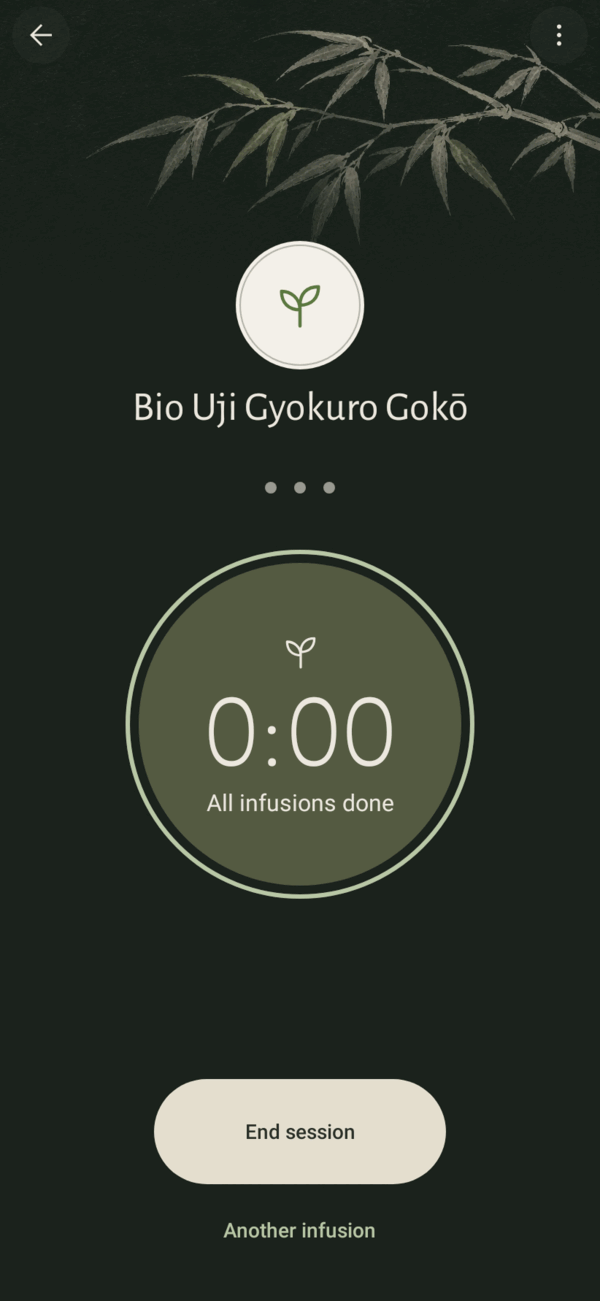 Bio Uji Gyokuro Gokō
0:00
All infusions done
End session
Another infusion